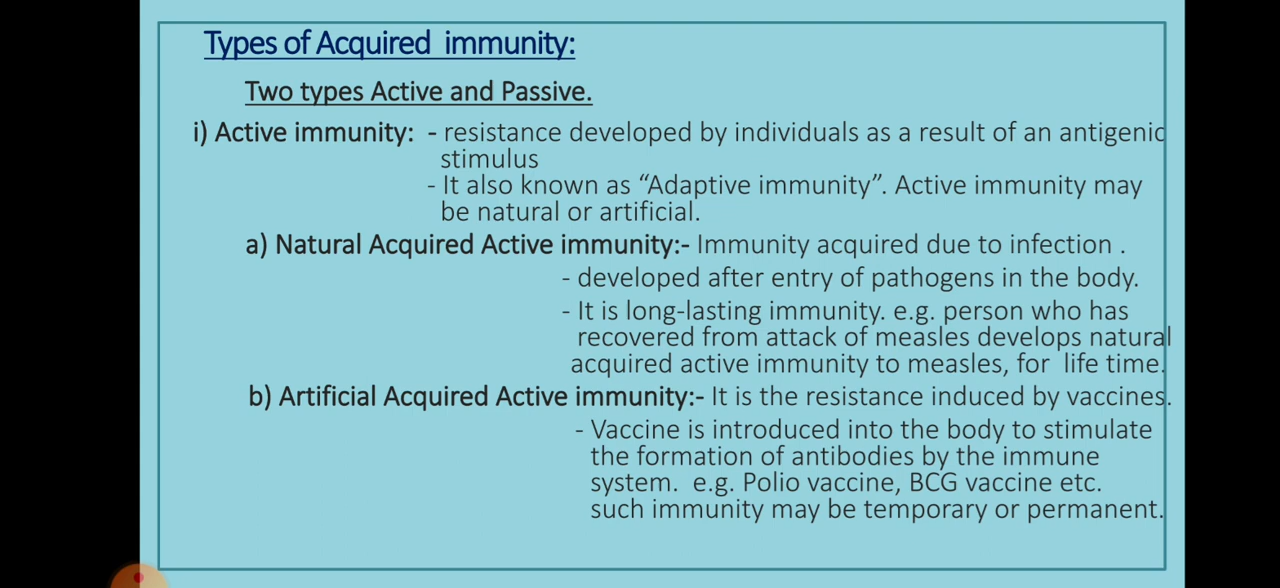 Types of Acquired immunity:
Two types Active and Passive.
i) Active immunity: - resistance developed by individuals as a result of an antigenic
stimulus
- It also known as “Adaptive immunity”. Active immunity may
be natural or artificial.
a) Natural Acquired Active immunity:- Immunity acquired due to infection .
- developed after entry of pathogens in the body.
- It is long-lasting immunity. e.g. person who has
recovered from attack of measles develops natural
acquired active immunity to measles, for life time.
b) Artificial Acquired Active immunity:- It is the resistance induced by vaccines.
- Vaccine is introduced into the body to stimulate
the formation of antibodies by the immune
system. e.g. Polio vaccine, BCG vaccine etc.
such immunity may be temporary or permanent.